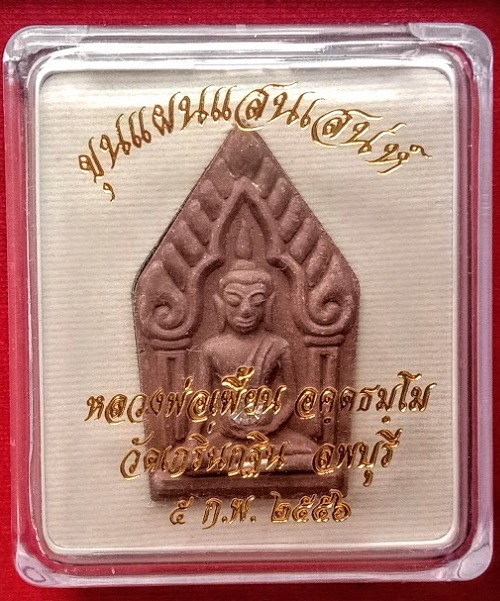 ขุนแผนแสนเสน่ห์
หลวงพ่อเพี้ยน อคฺคธมฺโม
วัดเกริ่นกฐิน ลพบุรี
๕ ก.พ. ๒๕๕๖